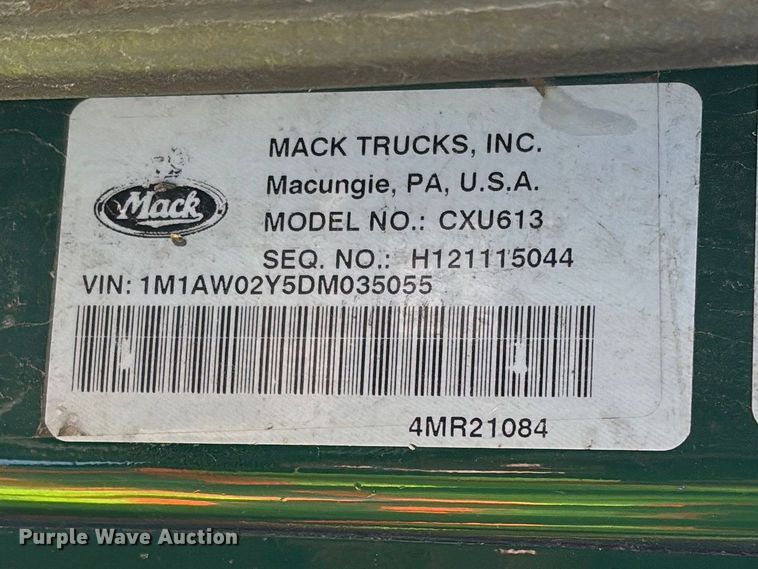 MACK TRUCKS, INC.
Macungie, PA, U.S.A.
Mack
MODEL NO.: CXU613
SEQ. NO.: H121115044
VIN: 1M1AW02Y5DM035055
4MR21084
Purple Wave Auction®